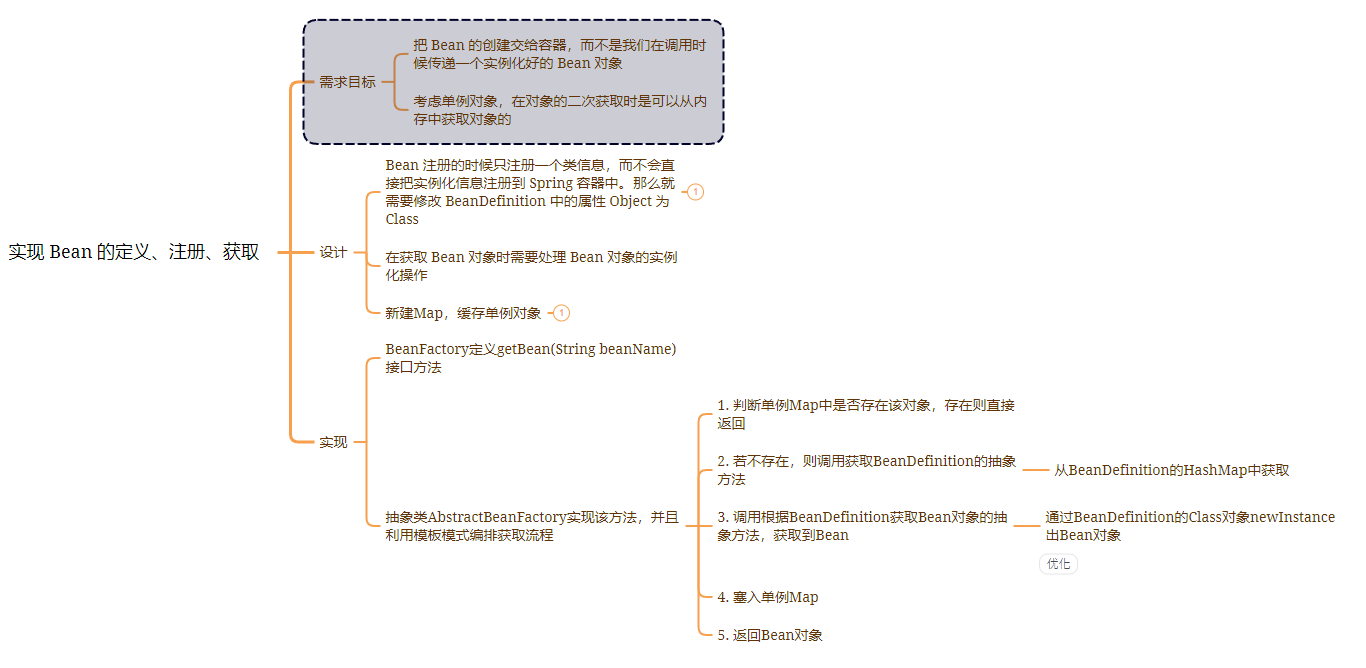 实现 Bean 的定义、注册、获取
需求目标
把 Bean 的创建交给容器，而不是我们在调用时
候传递一个实例化好的 Bean 对象
考虑单例对象，在对象的二次获取时是可以从内
存中获取对象的
设计
Bean 注册的时候只注册一个类信息，而不会直
接把实例化信息注册到 Spring 容器中。那么就
需要修改 BeanDefinition 中的属性 Object 为
Class
1
在获取 Bean 对象时需要处理 Bean 对象的实例
化操作
新建Map，缓存单例对象
1
实现
BeanFactory定义getBean(String beanName)
接口方法
抽象类AbstractBeanFactory实现该方法，并且
利用模板模式编排获取流程
1. 判断单例Map中是否存在该对象，存在则直接
返回
2. 若不存在，则调用获取BeanDefinition的抽象
方法
从BeanDefinition的HashMap中获取
3. 调用根据BeanDefinition获取Bean对象的抽
象方法，获取到Bean
通过BeanDefinition的Class对象newInstance
出Bean对象
优化
4. 塞入单例Map
5. 返回Bean对象